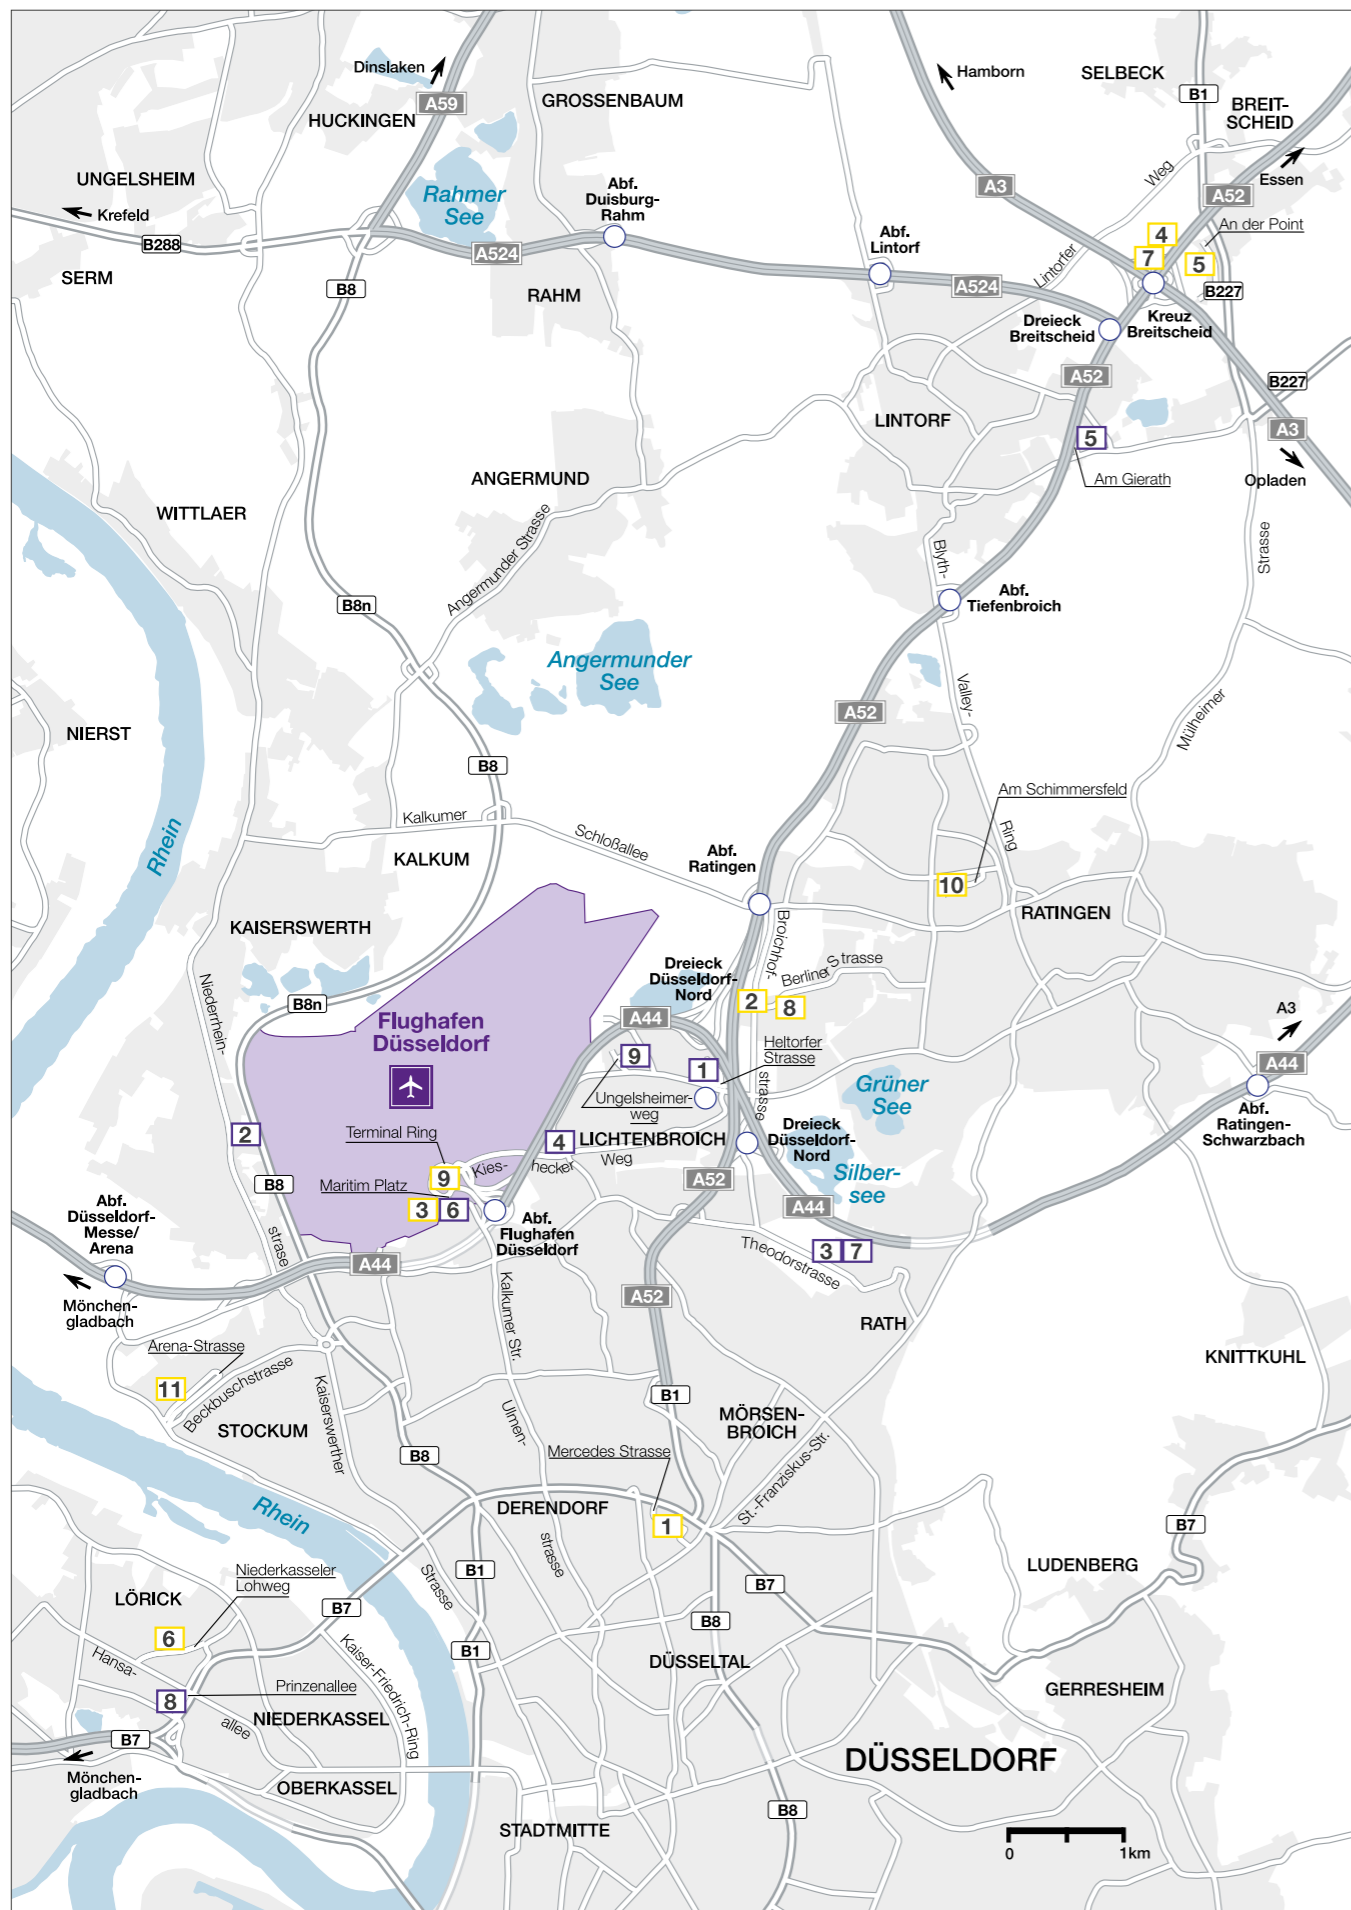 Dinslaken
A59
HUCKINGEN
GROSSENBAUM
Hamborn
SELBECK
B1
BREIT-
SCHEID
Essen
A52
UNGELSHEIM
Krefeld
B288
SERM
Rahmer
See
A524
Abf.
Duisburg-
Rahm
RAHM
B8
Abf.
Lintorf
A524
A3
Lintorfer
Weg
4
7
5
An der Point
B227
Dreieck
Breitscheid
Kreuz
Breitscheid
A52
B227
A3
Opladen
LINTORF
5
Am Gierath
ANGERMUND
WITTLAER
Angermunder Strasse
B8n
Blyth-
Valley-
Ring
Strasse
Mülheimer
Abf.
Tiefenbroich
Angermunder
See
A52
NIERST
B8
Rhein
Kalkumer
Schloßallee
KALKUM
Abf.
Ratingen
Am Schimmersfeld
10
RATINGEN
KAISERSWERTH
Niederrhein-
strase
B8n
Flughafen
Düsseldorf
Dreieck
Düsseldorf-
Nord
A44
Broichhof-
strasse
Berliner Strasse
2
8
Heltorfer
Strasse
9
1
Ungelsheimer-
weg
Grüner
See
A3
A44
Abf.
Ratingen-
Schwarzbach
2
Terminal Ring
4
LICHTENBROICH
Kies-
hecker
Weg
Dreieck
Düsseldorf-
Nord
Silber-
see
9
Maritim Platz
3
6
B8
A52
A44
Abf.
Flughafen
Düsseldorf
Abf.
Düsseldorf-
Messe/
Arena
A44
Theodorstrasse
3
7
Mönchen-
gladbach
Kalkumer Str.
A52
RATH
KNITTKUHL
Arena-Strasse
11
Beckbuschstrasse
STOCKUM
Kaiserswerther
Strasse
Ulmen-
strasse
B1
MÖRSEN-
BROICH
B8
Mercedes Strasse
St.-Franziskus-Str.
Rhein
DERENDORF
1
B7
LUDENBERG
Niederkasseler
Lohweg
LÖRICK
B7
B1
B7
B8
6
Hansa-
allee
B1
Kaiser-Friedrich-Ring
DÜSSELTAL
Prinzenallee
8
NIEDERKASSEL
GERRESHEIM
B7
Mönchen-
gladbach
OBERKASSEL
DÜSSELDORF
B8
STADTMITTE
0
1km